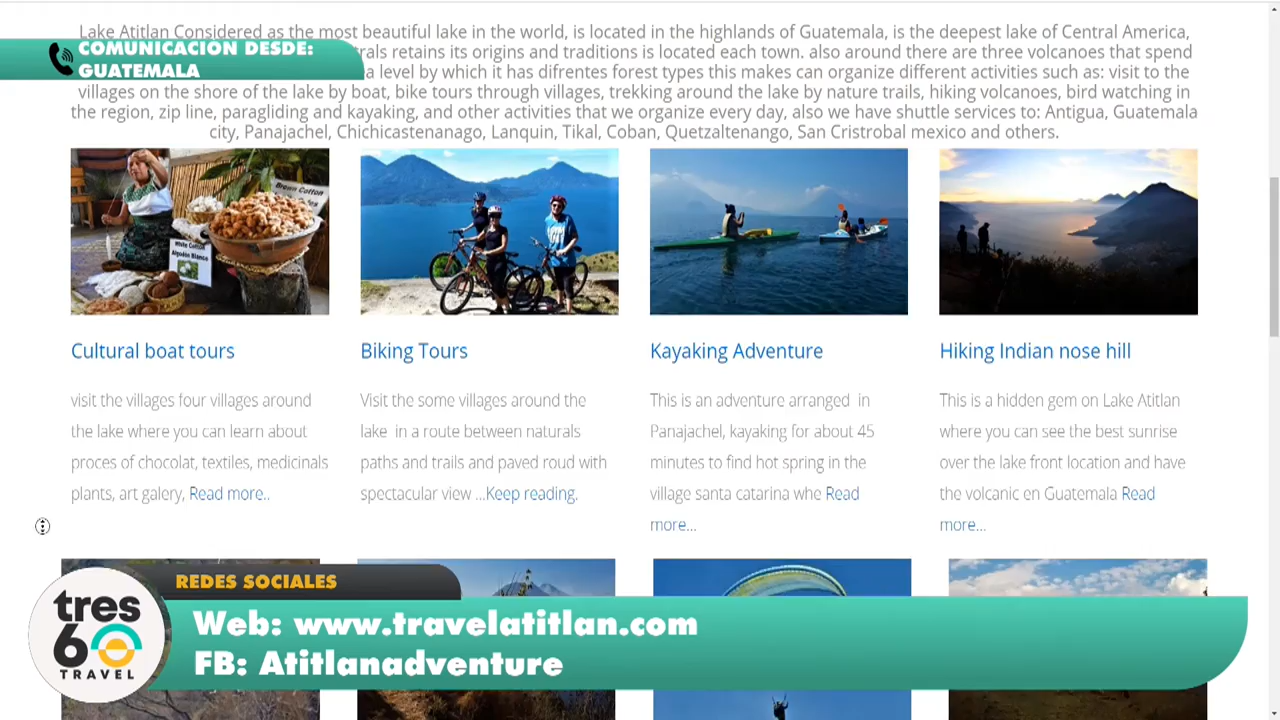 Lake Atitlan Considered as the most beautiful lake in the world, is located in the highlands of Guatemala, is the deepest lake of Central America,
COMUNICACION DESDE:
GUATEMALA
retains its origins and traditions is located each town. also around there are three volcanoes that spend
level by which it has difrentes forest types this makes can organize different activities such as: visit to the
villages on the shore of the lake by boat, bike tours through villages, trekking around the lake by nature trails, hiking volcanoes, bird watching in
the region, zip line, paragliding and kayaking, and other activities that we organize every day, also we have shuttle services to: Antigua, Guatemala
city, Panajachel, Chichicastenanago, Lanquin, Tikal, Coban, Quetzaltenango, San Cristrobal mexico and others.
Brown Cotton
White Cotton
Algodón Blanco
Cultural boat tours
visit the villages four villages around
the lake where you can learn about
proces of chocolat, textiles, medicinals
plants, art galery, Read more..
Biking Tours
Visit the some villages around the
lake in a route between naturals
paths and trails and paved roud with
spectacular view ...Keep reading.
Kayaking Adventure
This is an adventure arranged in
Panajachel, kayaking for about 45
minutes to find hot spring in the
village santa catarina whe Read
more...
Hiking Indian nose hill
This is a hidden gem on Lake Atitlan
where you can see the best sunrise
over the lake front location and have
the volcanic en Guatemala Read
more...
REDES SOCIALES
tres
60
TRAVEL
Web: www.travelatitlan.com
FB: Atitlanadventure